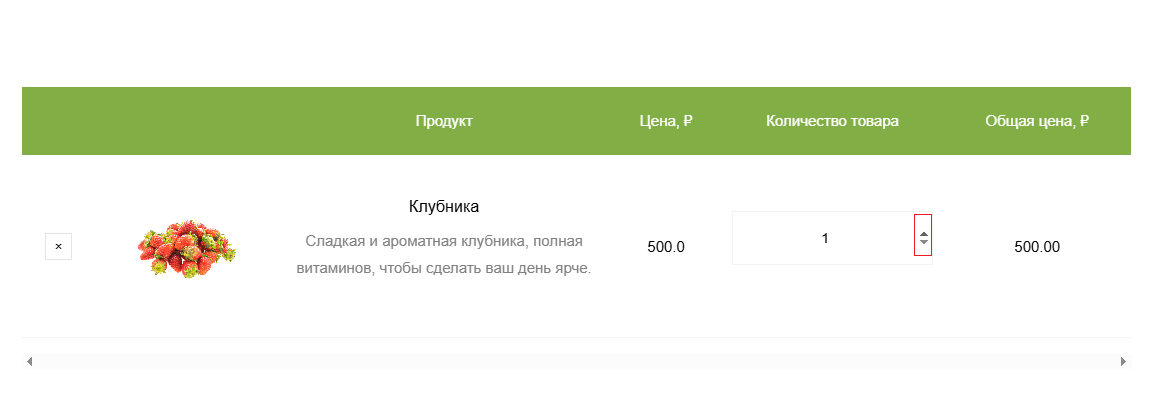 Продукт Цена, ₽ Количество товара Общая цена, ₽
Клубника
Сладкая и ароматная клубника, полная
витаминов, чтобы сделать ваш день ярче.
× 500.0 1 500.00